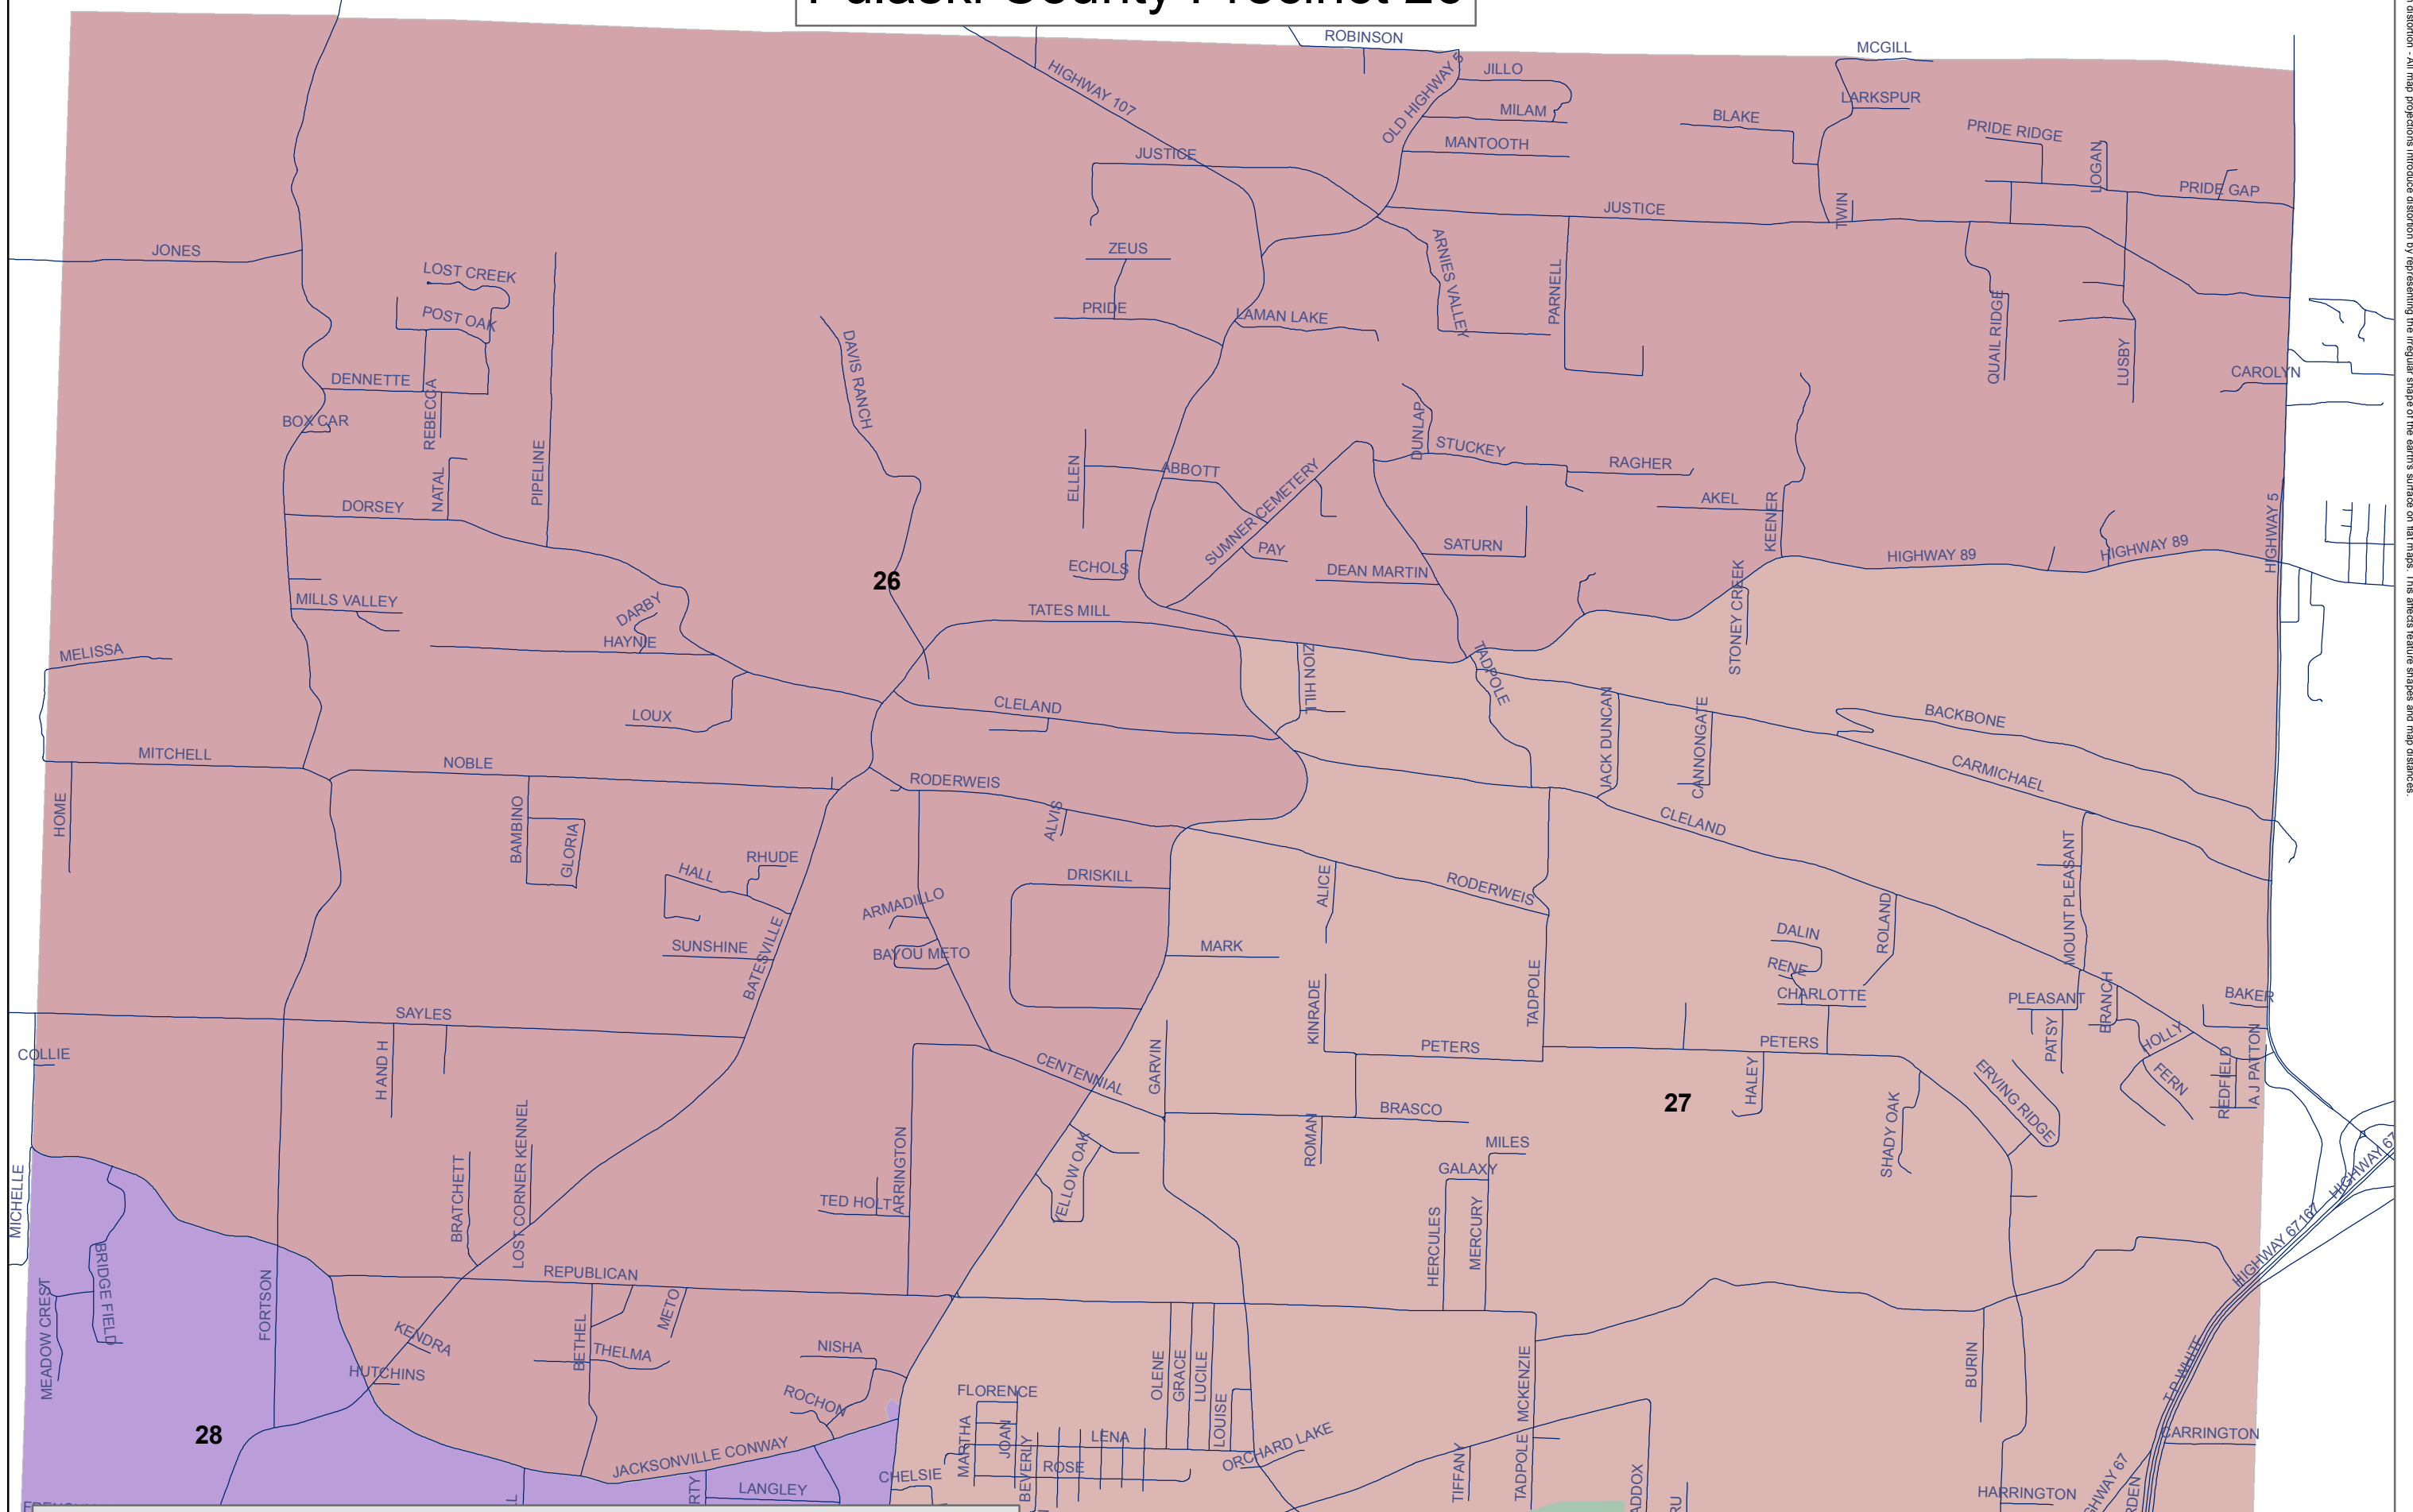 Pulaski County Precinct 26
ROBINSON
MCGILL
HIGHWAY 107
OLD HIGHWAY 5
JILLO
LARKSPUR
MILAM
BLAKE
MANTOOTH
PRIDE RIDGE
LOGAN
JUSTICE
PRIDE GAP
JUSTICE
TWIN
JONES
ZEUS
ARNIES VALLEY
LOST CREEK
POST OAK
PRIDE
LAMAN LAKE
PARNELL
QUAIL RIDGE
LUSBY
DAVIS RANCH
CAROLYN
DENNETTE
REBECCA
BOX CAR
DUNLAP
STUCKEY
RAGHER
PIPELINE
NATAL
ELLEN
ABBOTT
SUMNER CEMETERY
AKEL
KEENER
HIGHWAY 5
DORSEY
PAY
SATURN
HIGHWAY 89
HIGHWAY 89
ECHOLS
DEAN MARTIN
26
STONEY CREEK
MILLS VALLEY
DARBY
TATES MILL
HAYNIE
MELISSA
ZION HILL
TADPOLE
LOUX
CLELAND
JACK DUNCAN
CANNONGATE
BACKBONE
MITCHELL
NOBLE
RODERWEIS
CARMICHAEL
HOME
BAMBINO
GLORIA
ALVIS
CLELAND
RHUDE
HALL
DRISKILL
ALICE
RODERWEIS
MOUNT PLEASANT
ARMADILLO
ROLAND
BATESVILLE
SUNSHINE
BAYOU METO
MARK
DALIN
RENE
TADPOLE
CHARLOTTE
PLEASANT
BRANCH
BAKER
SAYLES
KINRADE
PATSY
HOLLY
COLLIE
HAND H
CENTENNIAL
GARVIN
PETERS
PETERS
HALEY
ERVING RIDGE
FERN
REDFIELD
A J PATTON
27
BRASCO
ROMAN
SHADY OAK
MILES
GALAXY
HIGHWAY 67
MICHELLE
BRATCHETT
LOST CORNER KENNEL
TED HOLT
ARRINGTON
YELLOW OAK
HERCULES
MERCURY
HIGHWAY 67167
BRIDGE FIELD
MEADOW CREST
FORTSON
REPUBLICAN
METO
KENDRA
BETHEL
THELMA
HUTCHINS
NISHA
ROCHON
FLORENCE
OLENE
GRACE
LUCILE
LOUISE
MCKENZIE
BURIN
T P WHITE
28
JACKSONVILLE CONWAY
MARTHA
JOAN
BEVERLY
LENA
ROSE
ORCHARD LAKE
CARRINGTON
CHELSIE
LANGLEY
TIFFANY
TADPOLE
HARRINGTON